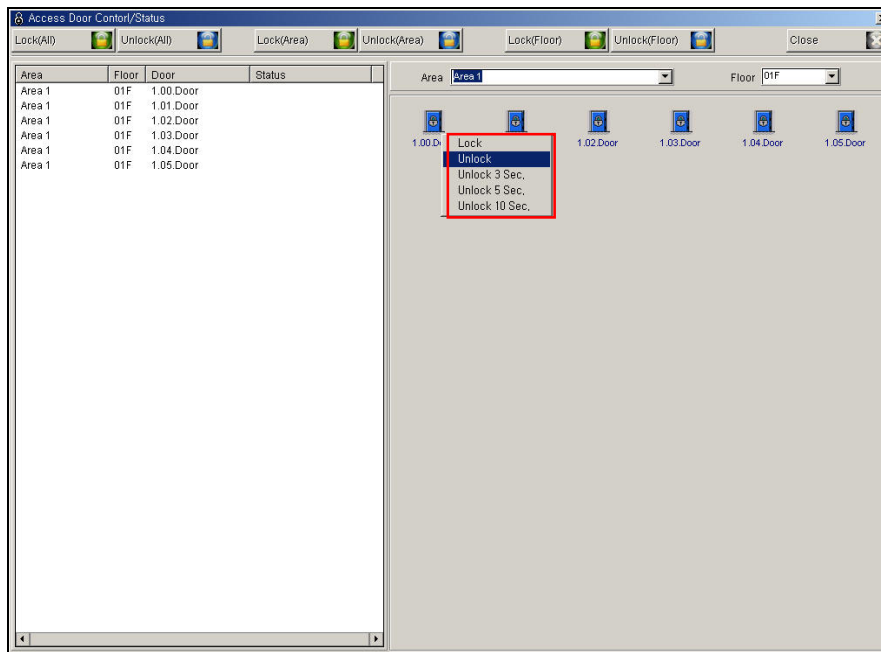 Access Door Contorl/Status
Lock(All) Unlock(All) Lock(Area) Unlock(Area) Lock(Floor) Unlock(Floor) Close
Area Floor Door Status
Area 1 01F 1.00.Door
Area 1 01F 1.01.Door
Area 1 01F 1.02.Door
Area 1 01F 1.03.Door
Area 1 01F 1.04.Door
Area 1 01F 1.05.Door
Area Area 1 Floor 01F
1.02.Door 1.03.Door 1.04.Door 1.05.Door
Lock
Unlock
Unlock 3 Sec,
Unlock 5 Sec,
Unlock 10 Sec,